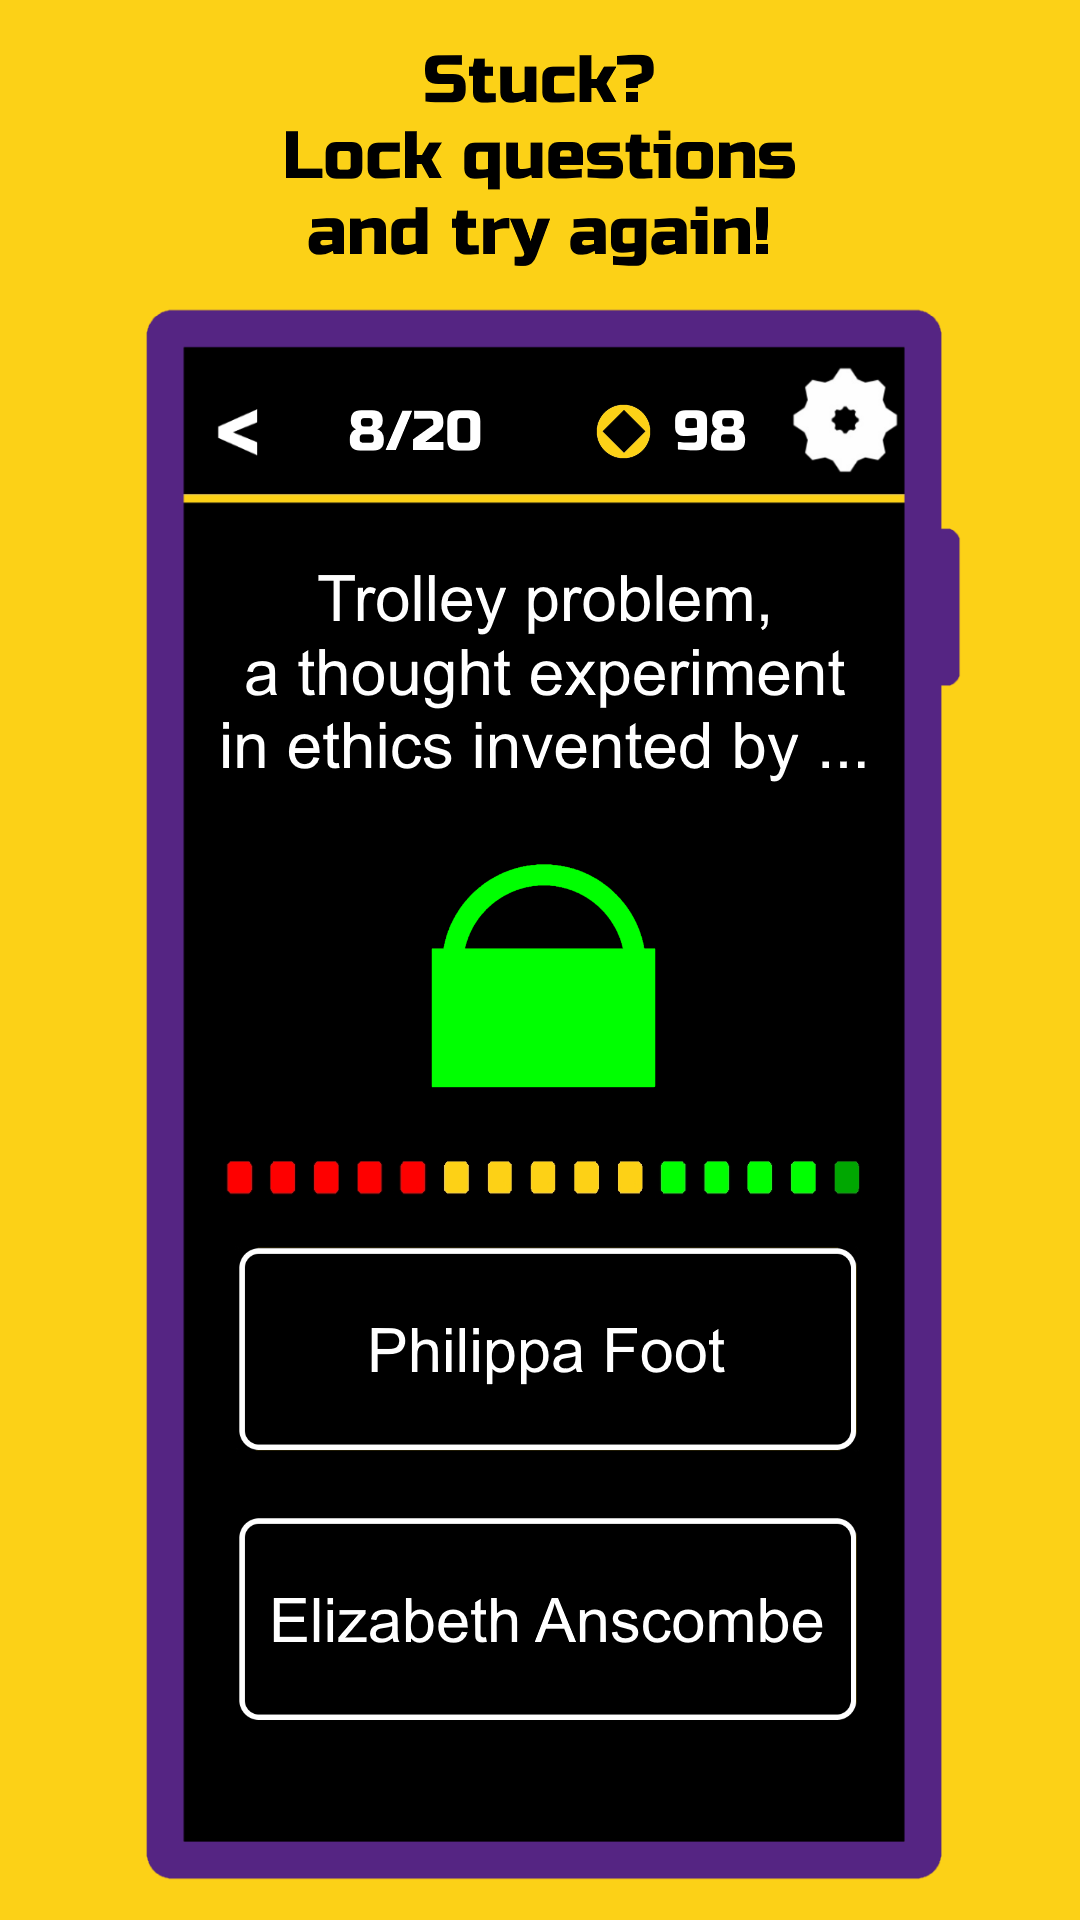 Stuck?
Lock questions
and try again!
< 8/20 98
Trolley problem,
a thought experiment
in ethics invented by ...
Philippa Foot
Elizabeth Anscombe